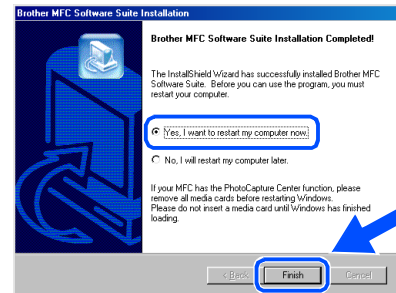 Brother MFC Software Suite Installation
Brother MFC Software Suite Installation Completed!
The InstallShield Wizard has successfully installed Brother MFC
Software Suite. Before you can use the program, you must
restart your computer.
Yes, I want to restart my computer now.
No, I will restart my computer later.
If your MFC has the PhotoCapture Center function, please
remove all media cards before restarting Windows.
Please do not insert a media card until Windows has finished
loading.
< Back
Finish
Cancel